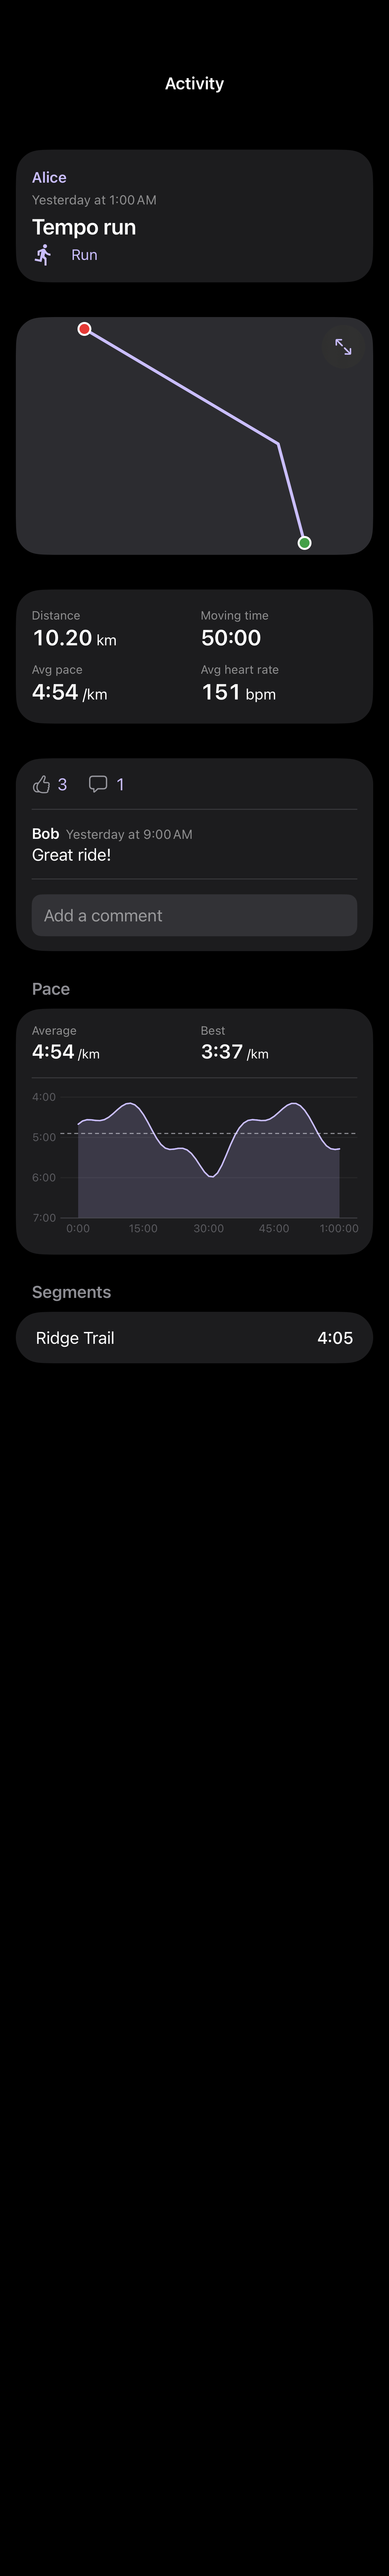 Activity
Alice
Yesterday at 1:00 AM
Tempo run
Run
Distance
10.20 km
Moving time
50:00
Avg pace
4:54 /km
Avg heart rate
151 bpm
3
1
Bob Yesterday at 9:00 AM
Great ride!
Add a comment
Pace
Average
4:54 /km
Best
3:37 /km
4:00
5:00
6:00
7:00
0:00 15:00 30:00 45:00 1:00:00
Segments
Ridge Trail 4:05